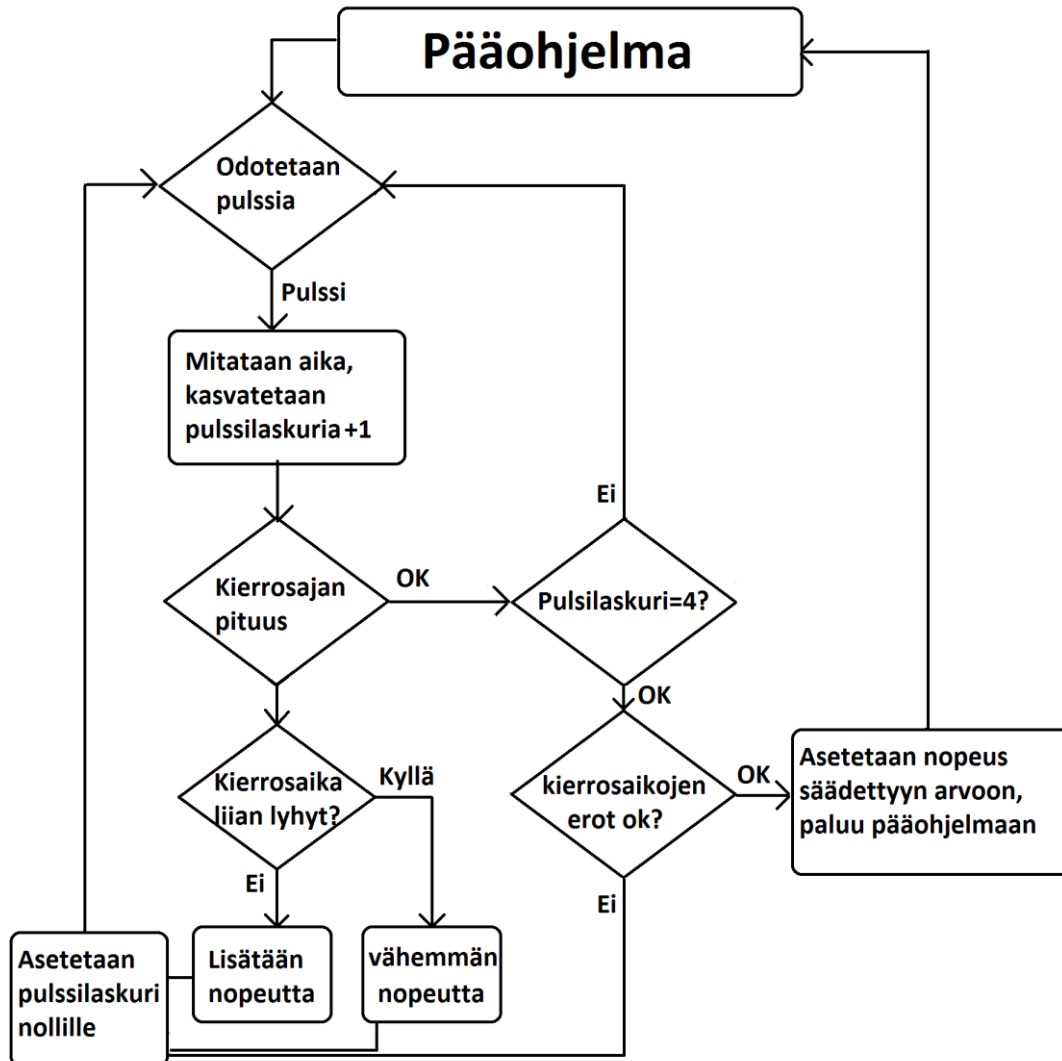 Pääohjelma
Odotetaan
pulssia
Pulssi
Mitataan aika,
kasvatetaan
pulssilaskuria +1
Ei
Kierrosajan
pituus
OK
Pulsilaskuri=4?
OK
Kierrosaika
liian lyhyt?
Kyllä
kierrosaikojen
erot ok?
OK
Asetetaan nopeus
säädettyyn arvoon,
paluu pääohjelmaan
Ei
Ei
Asetetaan
pulssilaskuri
nollille
Lisätään
nopeutta
vähemmän
nopeutta